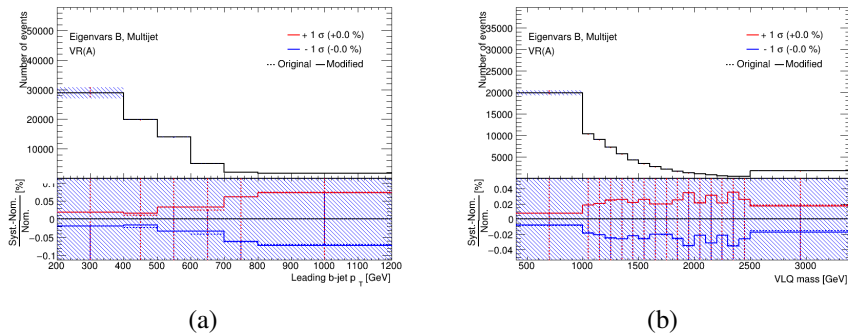 Eigenvars B, Multijet
VR(A)
+ 1 σ (+0.0 %)
- 1 σ (-0.0 %)
Original
Modified
Number of events
50000
40000
30000
20000
10000
Syst.-Nom. [%]
Nom.
0.1
0.05
0
−0.05
−0.1
200 300 400 500 600 700 800 900 1000 1100 1200
Leading b-jet p T [GeV]
(a)
Eigenvars B, Multijet
VR(A)
+ 1 σ (+0.0 %)
- 1 σ (-0.0 %)
Original
Modified
Number of events
40000
35000
30000
25000
20000
15000
10000
5000
Syst.-Nom. [%]
Nom.
0.04
0.02
0
−0.02
−0.04
500 1000 1500 2000 2500 3000
VLQ mass [GeV]
(b)